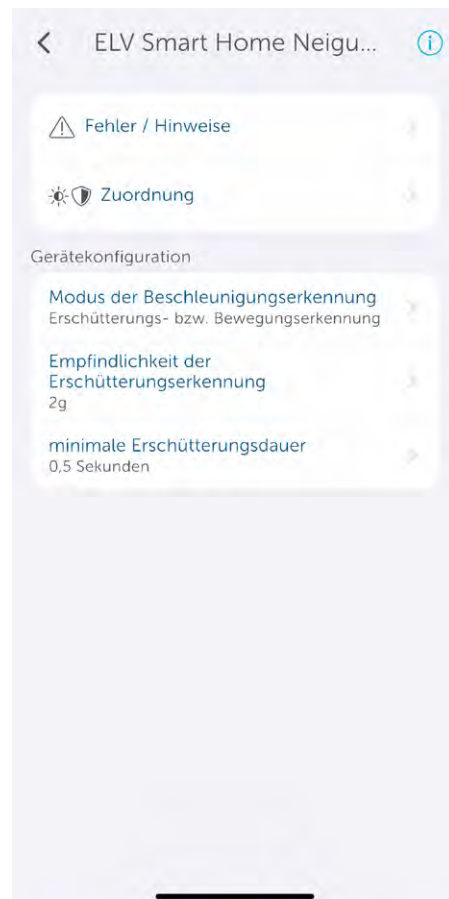 ELV Smart Home Neigu...
Fehler / Hinweise
Zuordnung
Gerätekonfiguration
Modus der Beschleunigungserkennung
Erschütterungs- bzw. Bewegungserkennung
Empfindlichkeit der
Erschütterungserkennung
2g
minimale Erschütterungsdauer
0,5 Sekunden